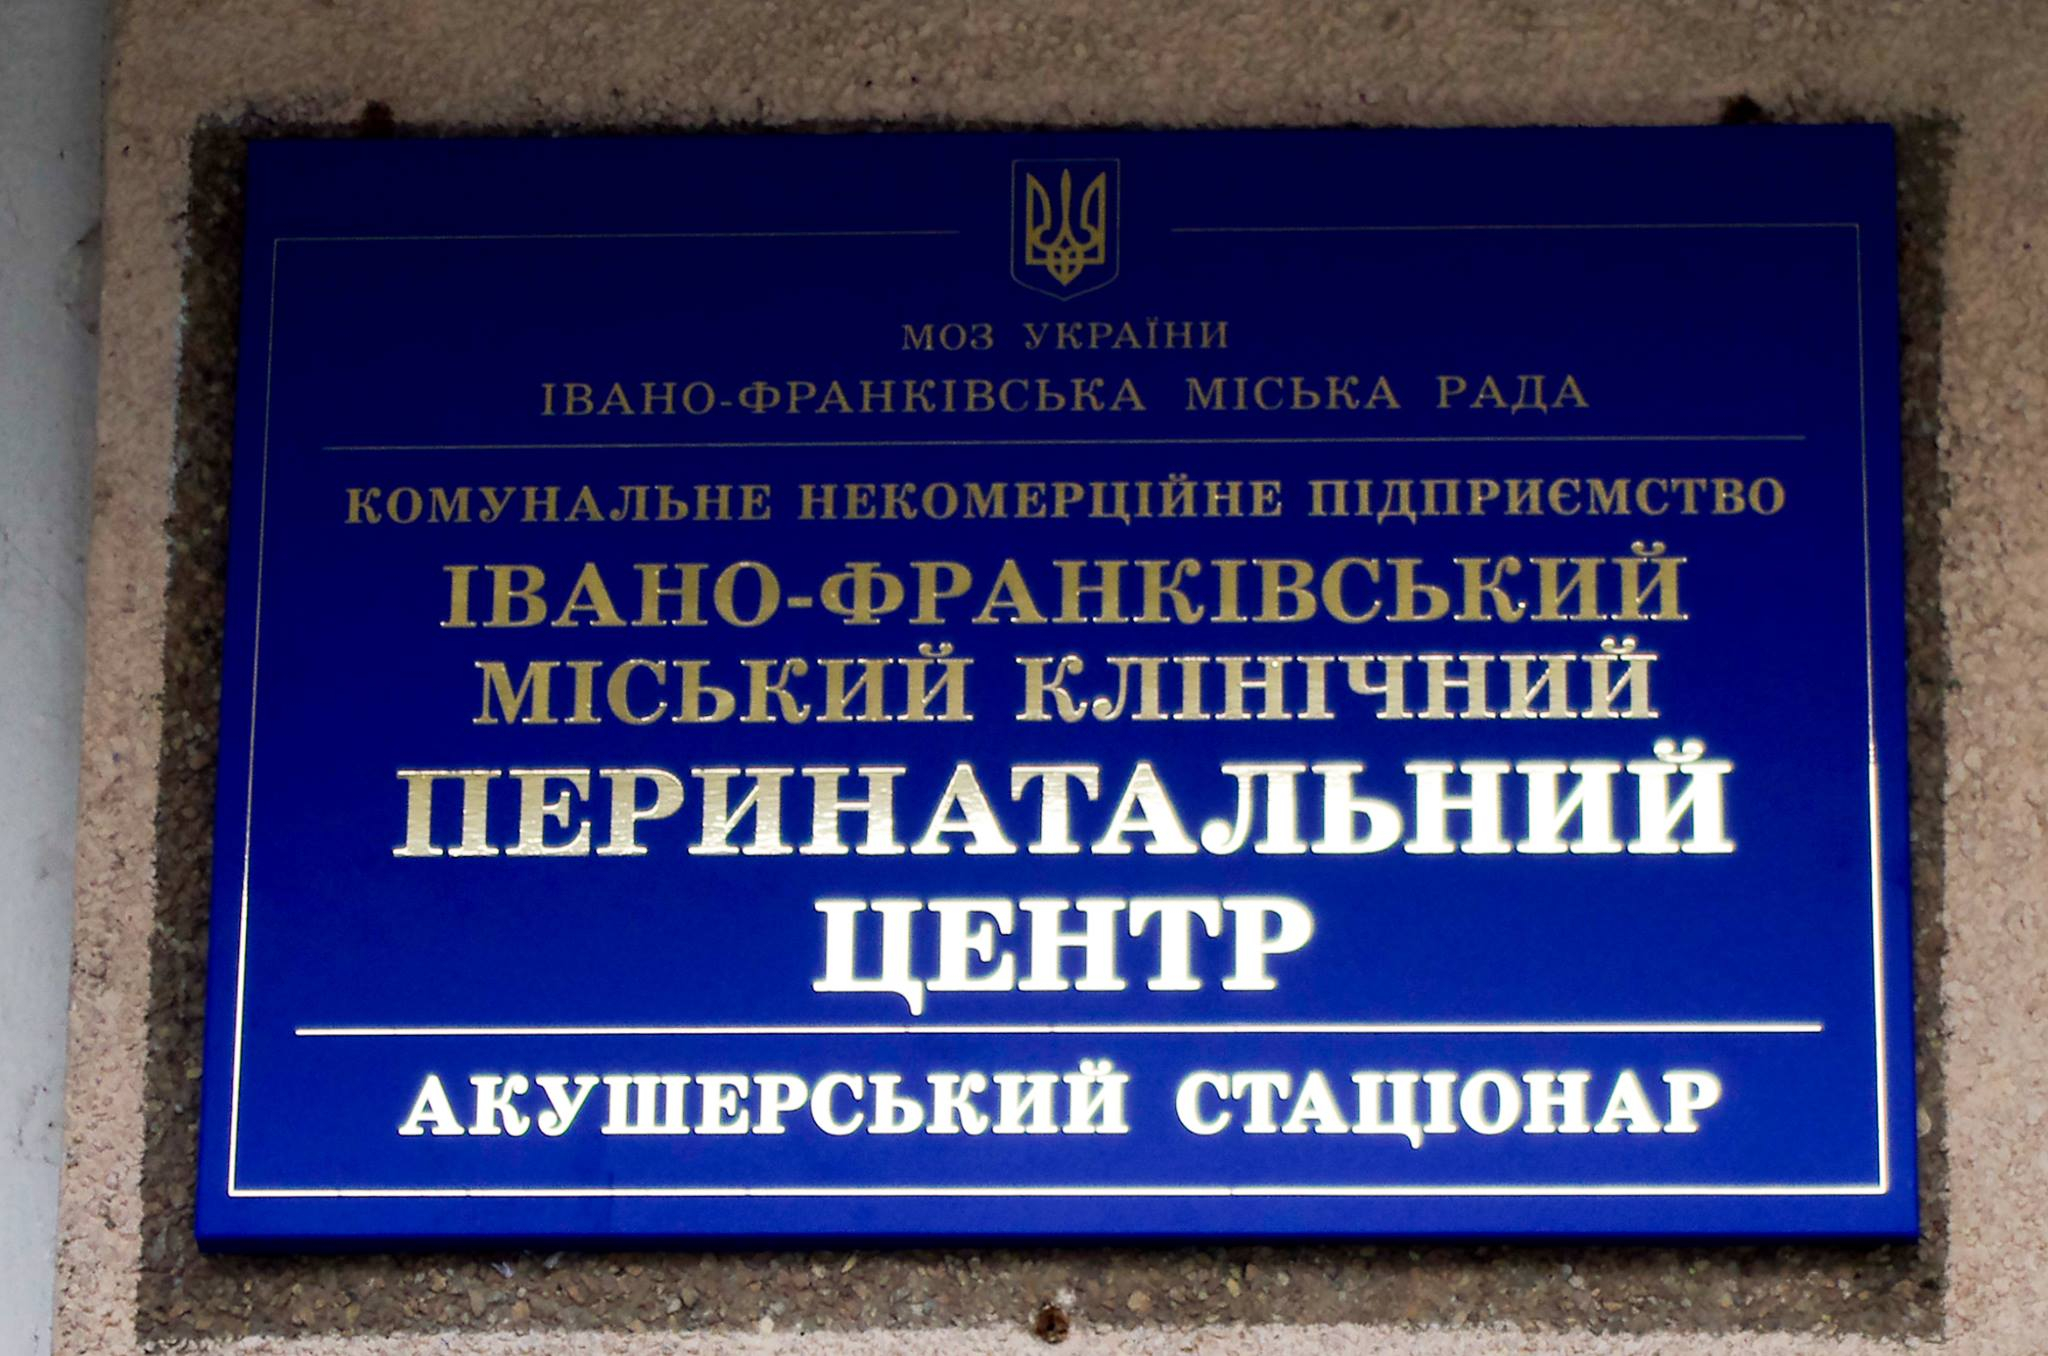 МОЗ УКРАЇНИ
ІВАНО-ФРАНКІВСЬКА МІСЬКА РАДА
КОМУНАЛЬНЕ НЕКОМЕРЦІЙНЕ ПІДПРИЄМСТВО
ІВАНО-ФРАНКІВСЬКИЙ
МІСЬКИЙ КЛІНІЧНИЙ
ПЕРИНАТАЛЬНИЙ
ЦЕНТР
АКУШЕРСЬКИЙ СТАЦІОНАР